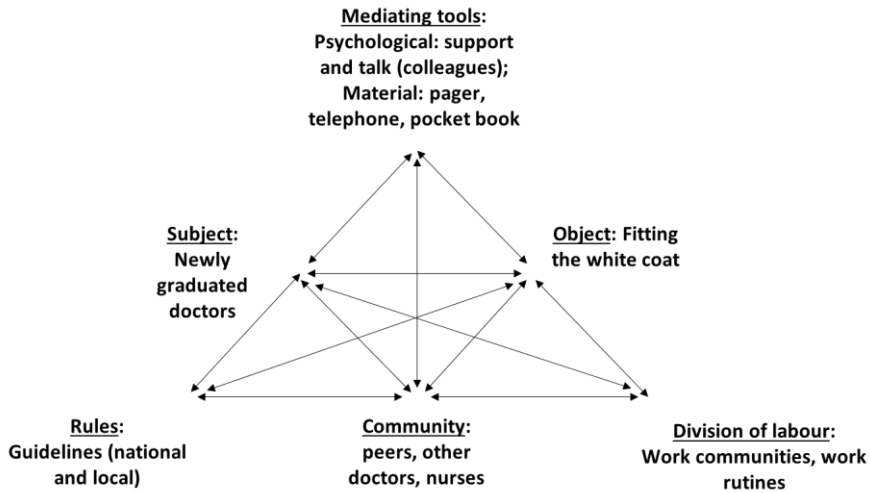 Mediating tools:
Psychological: support
and talk (colleagues);
Material: pager,
telephone, pocket book
Subject:
Newly
graduated
doctors
Object: Fitting
the white coat
Rules:
Guidelines (national
and local)
Community:
peers, other
doctors, nurses
Division of labour:
Work communities, work
rutines